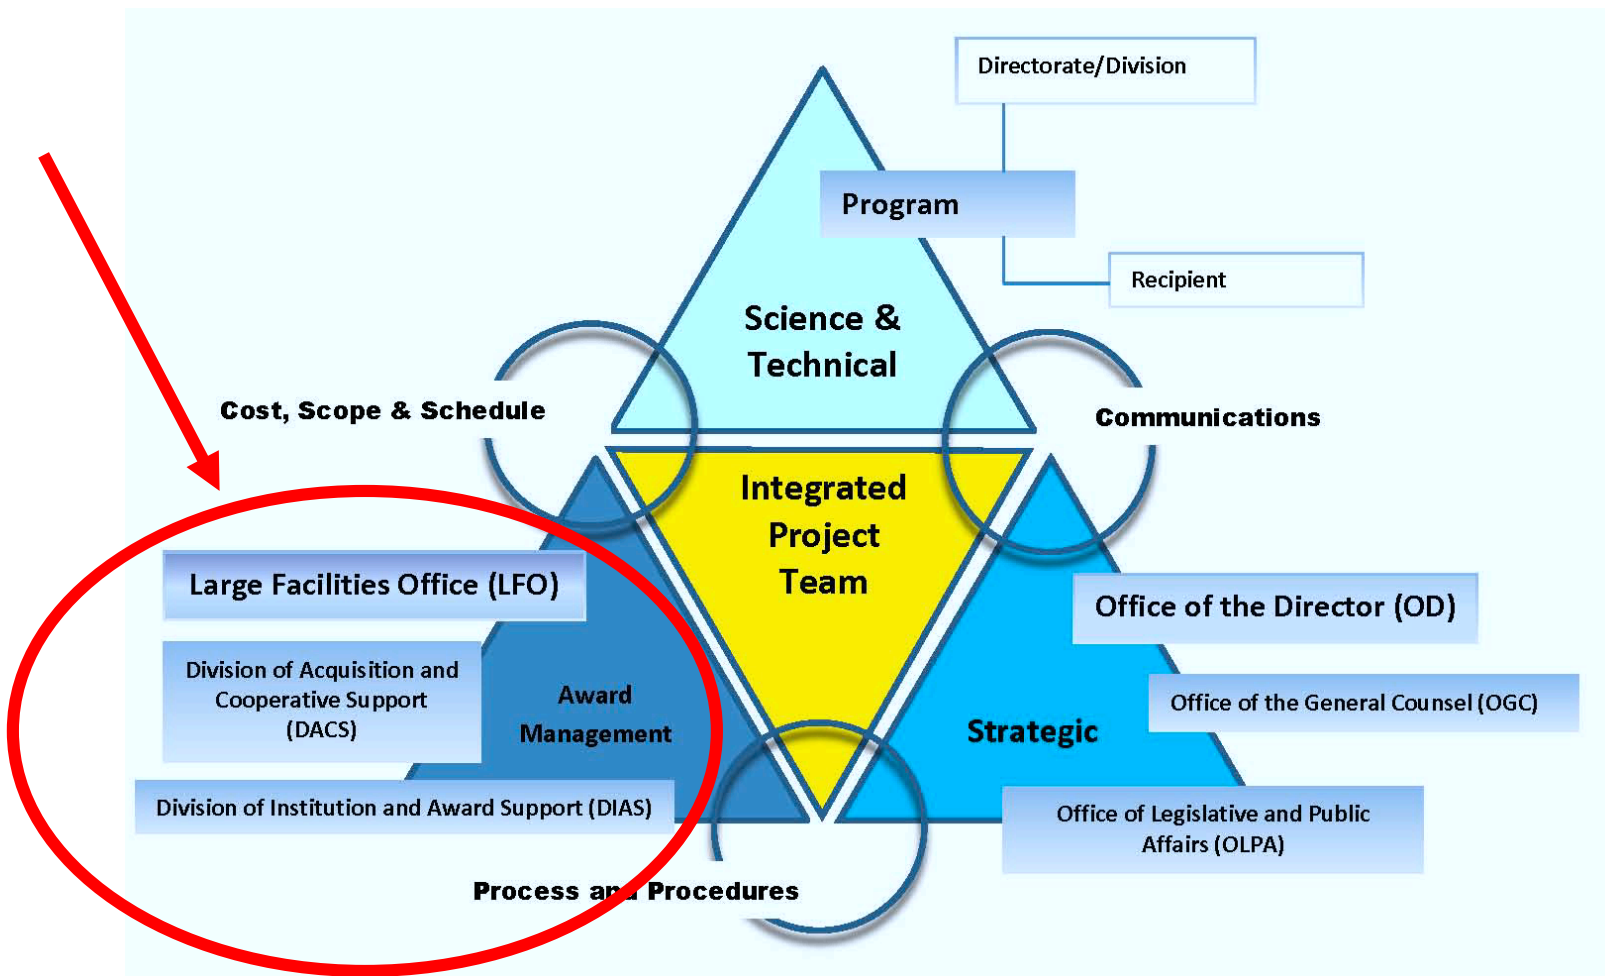 Directorate/Division
Program
Recipient
Science &
Technical
Cost, Scope & Schedule
Communications
Integrated
Project
Team
Large Facilities Office (LFO)
Division of Acquisition and
Cooperative Support
(DACS)
Award
Management
Division of Institution and Award Support (DIAS)
Office of the Director (OD)
Office of the General Counsel (OGC)
Strategic
Office of Legislative and Public
Affairs (OLPA)
Process and Procedures